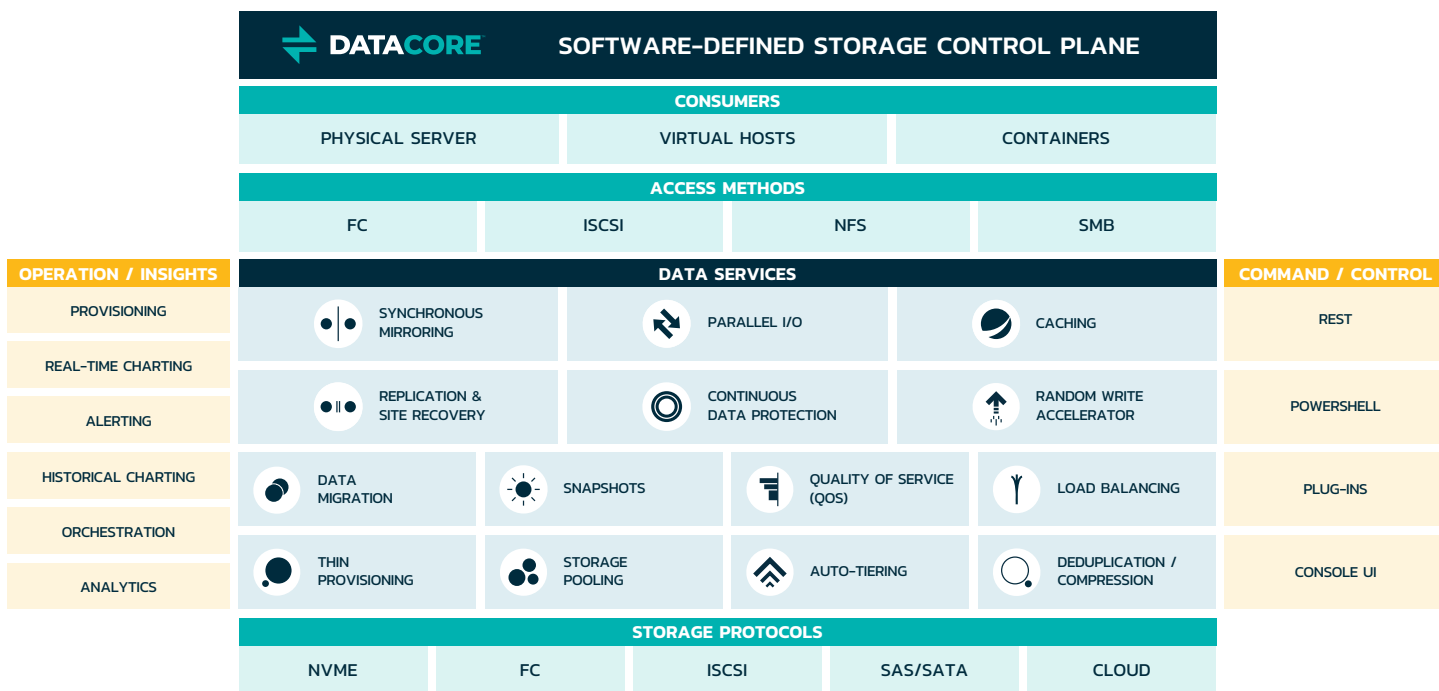 DATACORE
SOFTWARE-DEFINED STORAGE CONTROL PLANE
CONSUMERS
PHYSICAL SERVER
VIRTUAL HOSTS
CONTAINERS
ACCESS METHODS
FC
ISCSI
NFS
SMB
OPERATION / INSIGHTS
PROVISIONING
REAL-TIME CHARTING
ALERTING
HISTORICAL CHARTING
ORCHESTRATION
ANALYTICS
DATA SERVICES
SYNCHRONOUS
MIRRORING
PARALLEL I/O
CACHING
REPLICATION &
SITE RECOVERY
CONTINUOUS
DATA PROTECTION
RANDOM WRITE
ACCELERATOR
DATA
MIGRATION
SNAPSHOTS
QUALITY OF SERVICE
(QOS)
LOAD BALANCING
THIN
PROVISIONING
STORAGE
POOLING
AUTO-TIERING
DEDUPLICATION /
COMPRESSION
COMMAND / CONTROL
REST
POWERSHELL
PLUG-INS
CONSOLE UI
STORAGE PROTOCOLS
NVME
FC
ISCSI
SAS/SATA
CLOUD